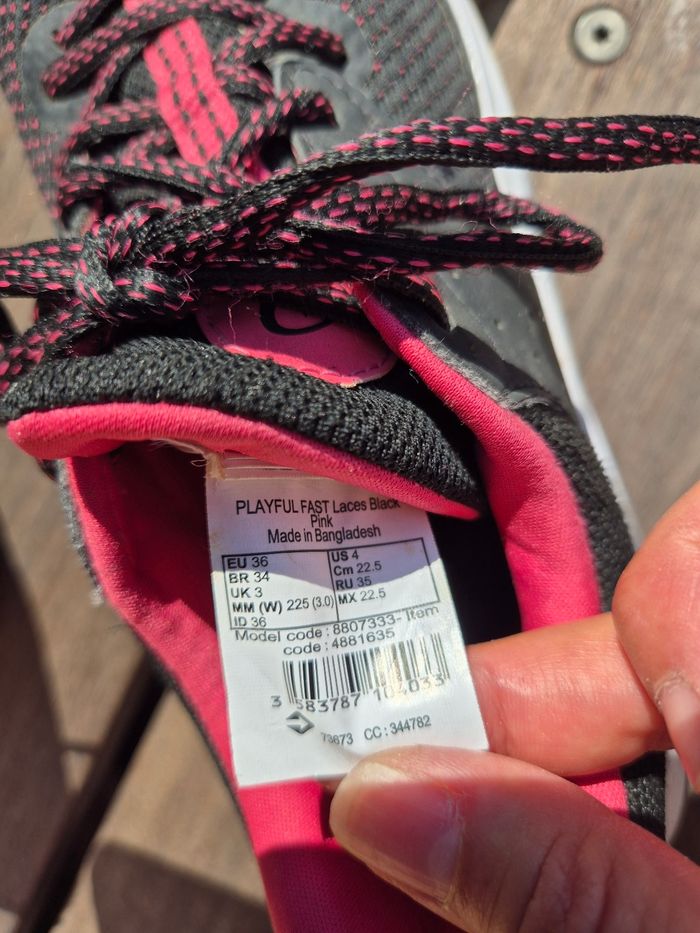 PLAYFUL FAST Laces Black
Pink
Made in Bangladesh
EU 36 US 4
BR 34 Cm 22.5
UK 3 RU 35
MM (W) 225 (3.0) MX 22.5
ID 36
Model code : 8807333- Item
code : 4881635
3 583787 104033
73673 CC : 344782